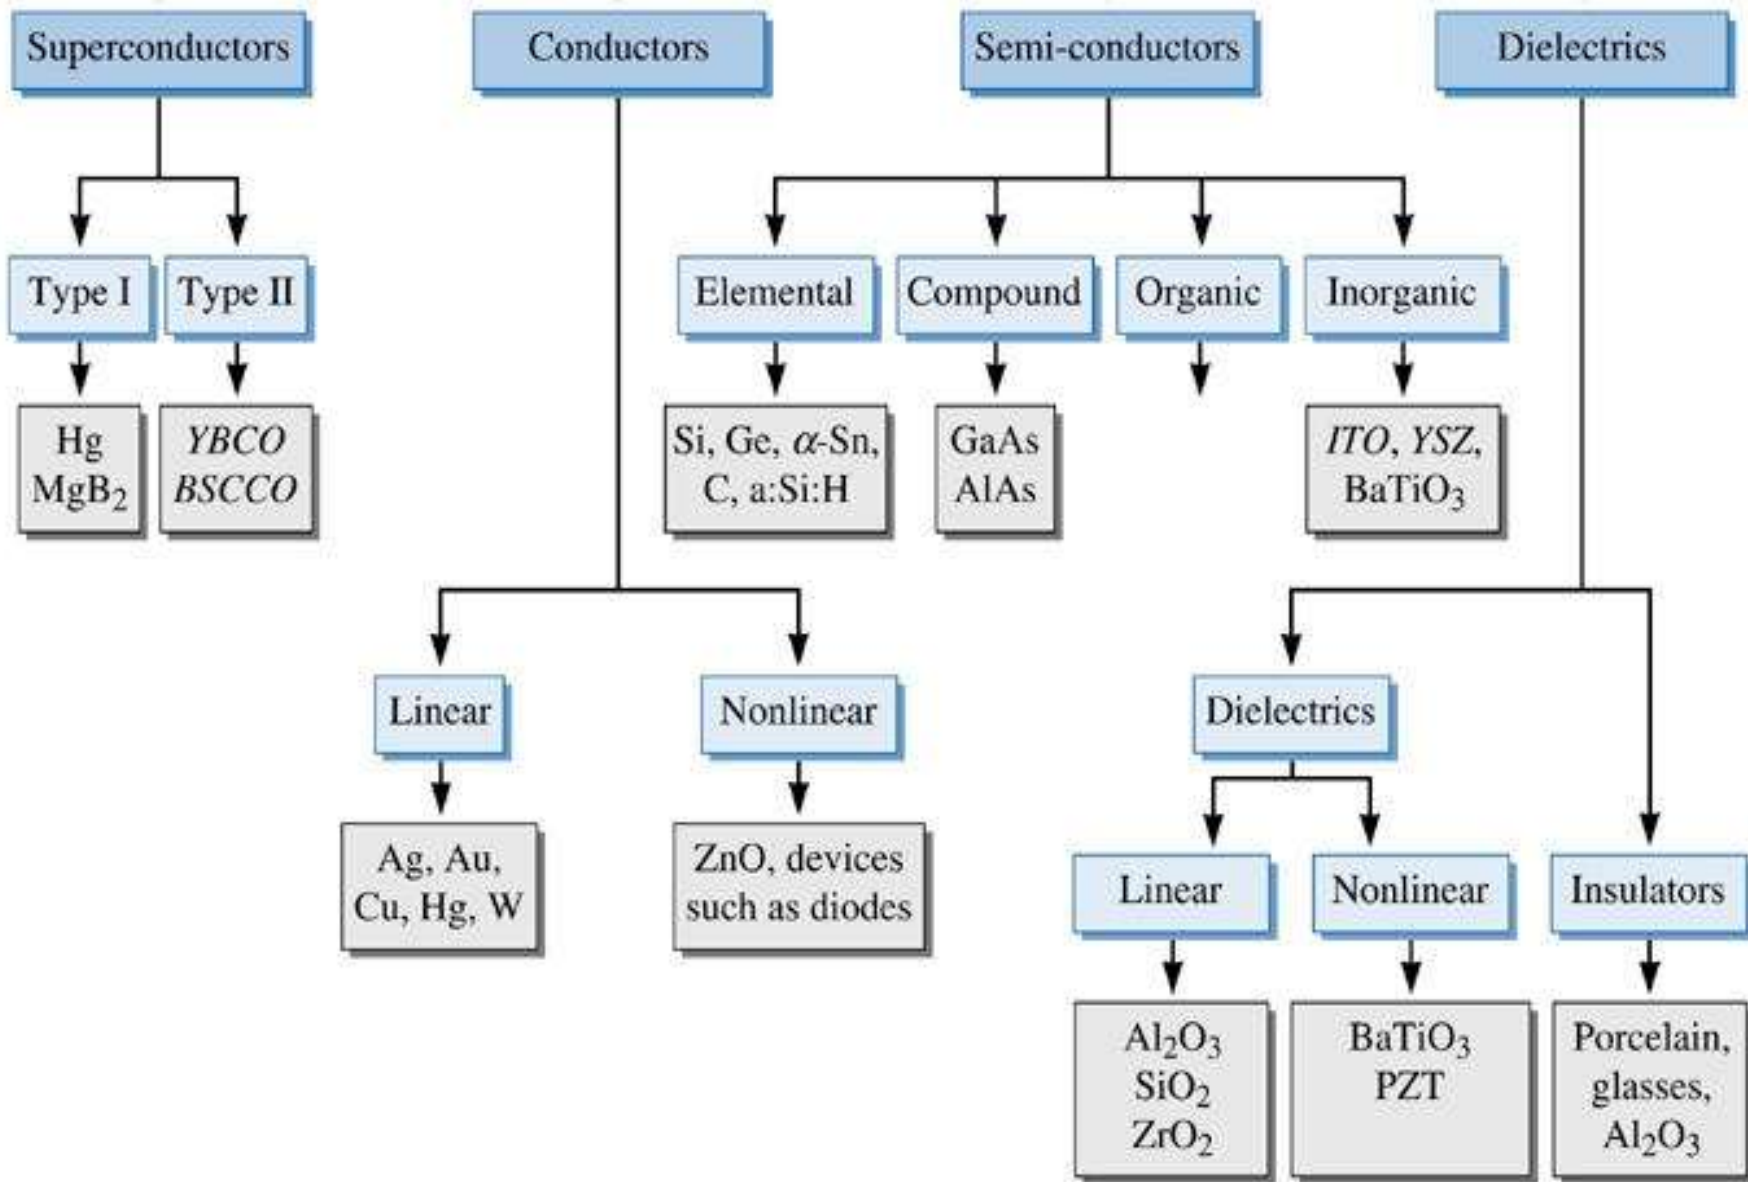 Superconductors
Conductors
Semi-conductors
Dielectrics
Type I
Type II
Elemental
Compound
Organic
Inorganic
Hg
MgB₂
YBCO
BSCCO
Si, Ge, α-Sn,
C, a:Si:H
GaAs
AlAs
ITO, YSZ,
BaTiO₃
Linear
Nonlinear
Dielectrics
Ag, Au,
Cu, Hg, W
ZnO, devices
such as diodes
Linear
Nonlinear
Insulators
Al₂O₃
SiO₂
ZrO₂
BaTiO₃
PZT
Porcelain,
glasses,
Al₂O₃